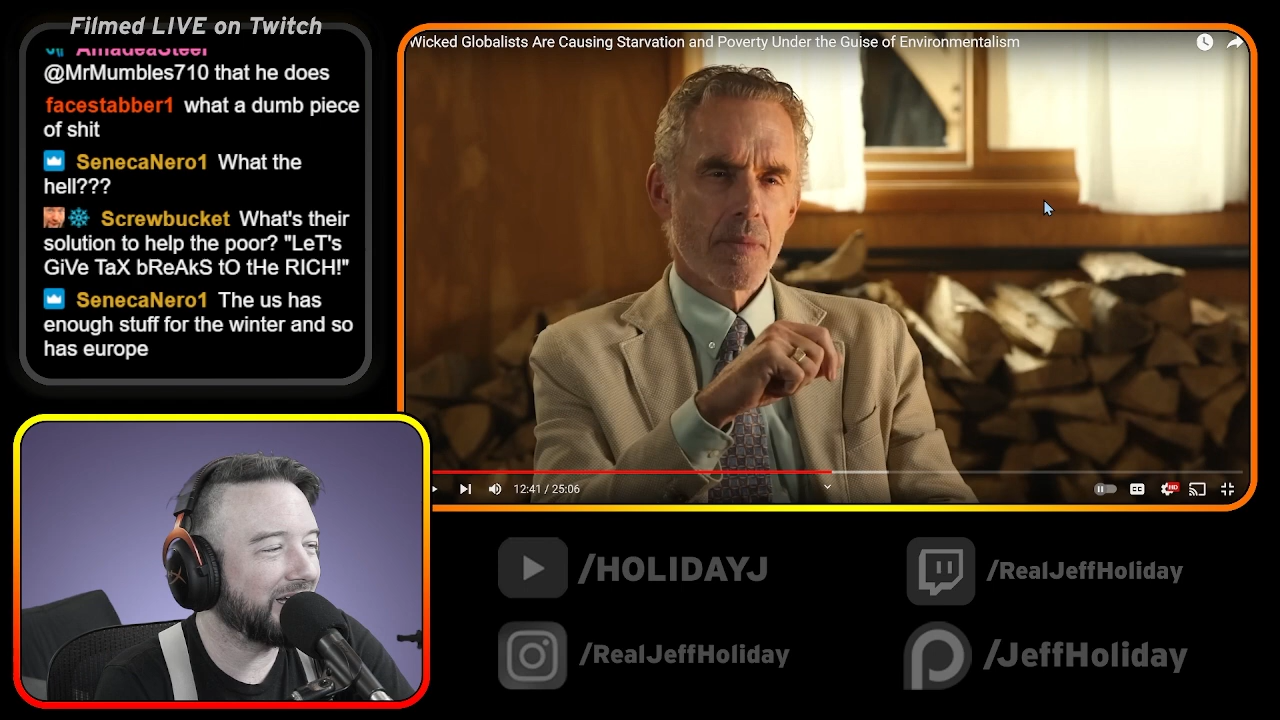 Filmed LIVE on Twitch
AmadeaSteel
@MrMumbles710 that he does
facestabber1 what a dumb piece
of shit
SenecaNero1 What the
hell???
Screwbucket What's their
solution to help the poor? "LeT's
GiVe TaX bReAkS tO tHe RICH!"
SenecaNero1 The us has
enough stuff for the winter and so
has europe
Wicked Globalists Are Causing Starvation and Poverty Under the Guise of Environmentalism
12:41 / 25:06
CC
HD
/HOLIDAYJ
/RealJeffHoliday
/RealJeffHoliday
/JeffHoliday